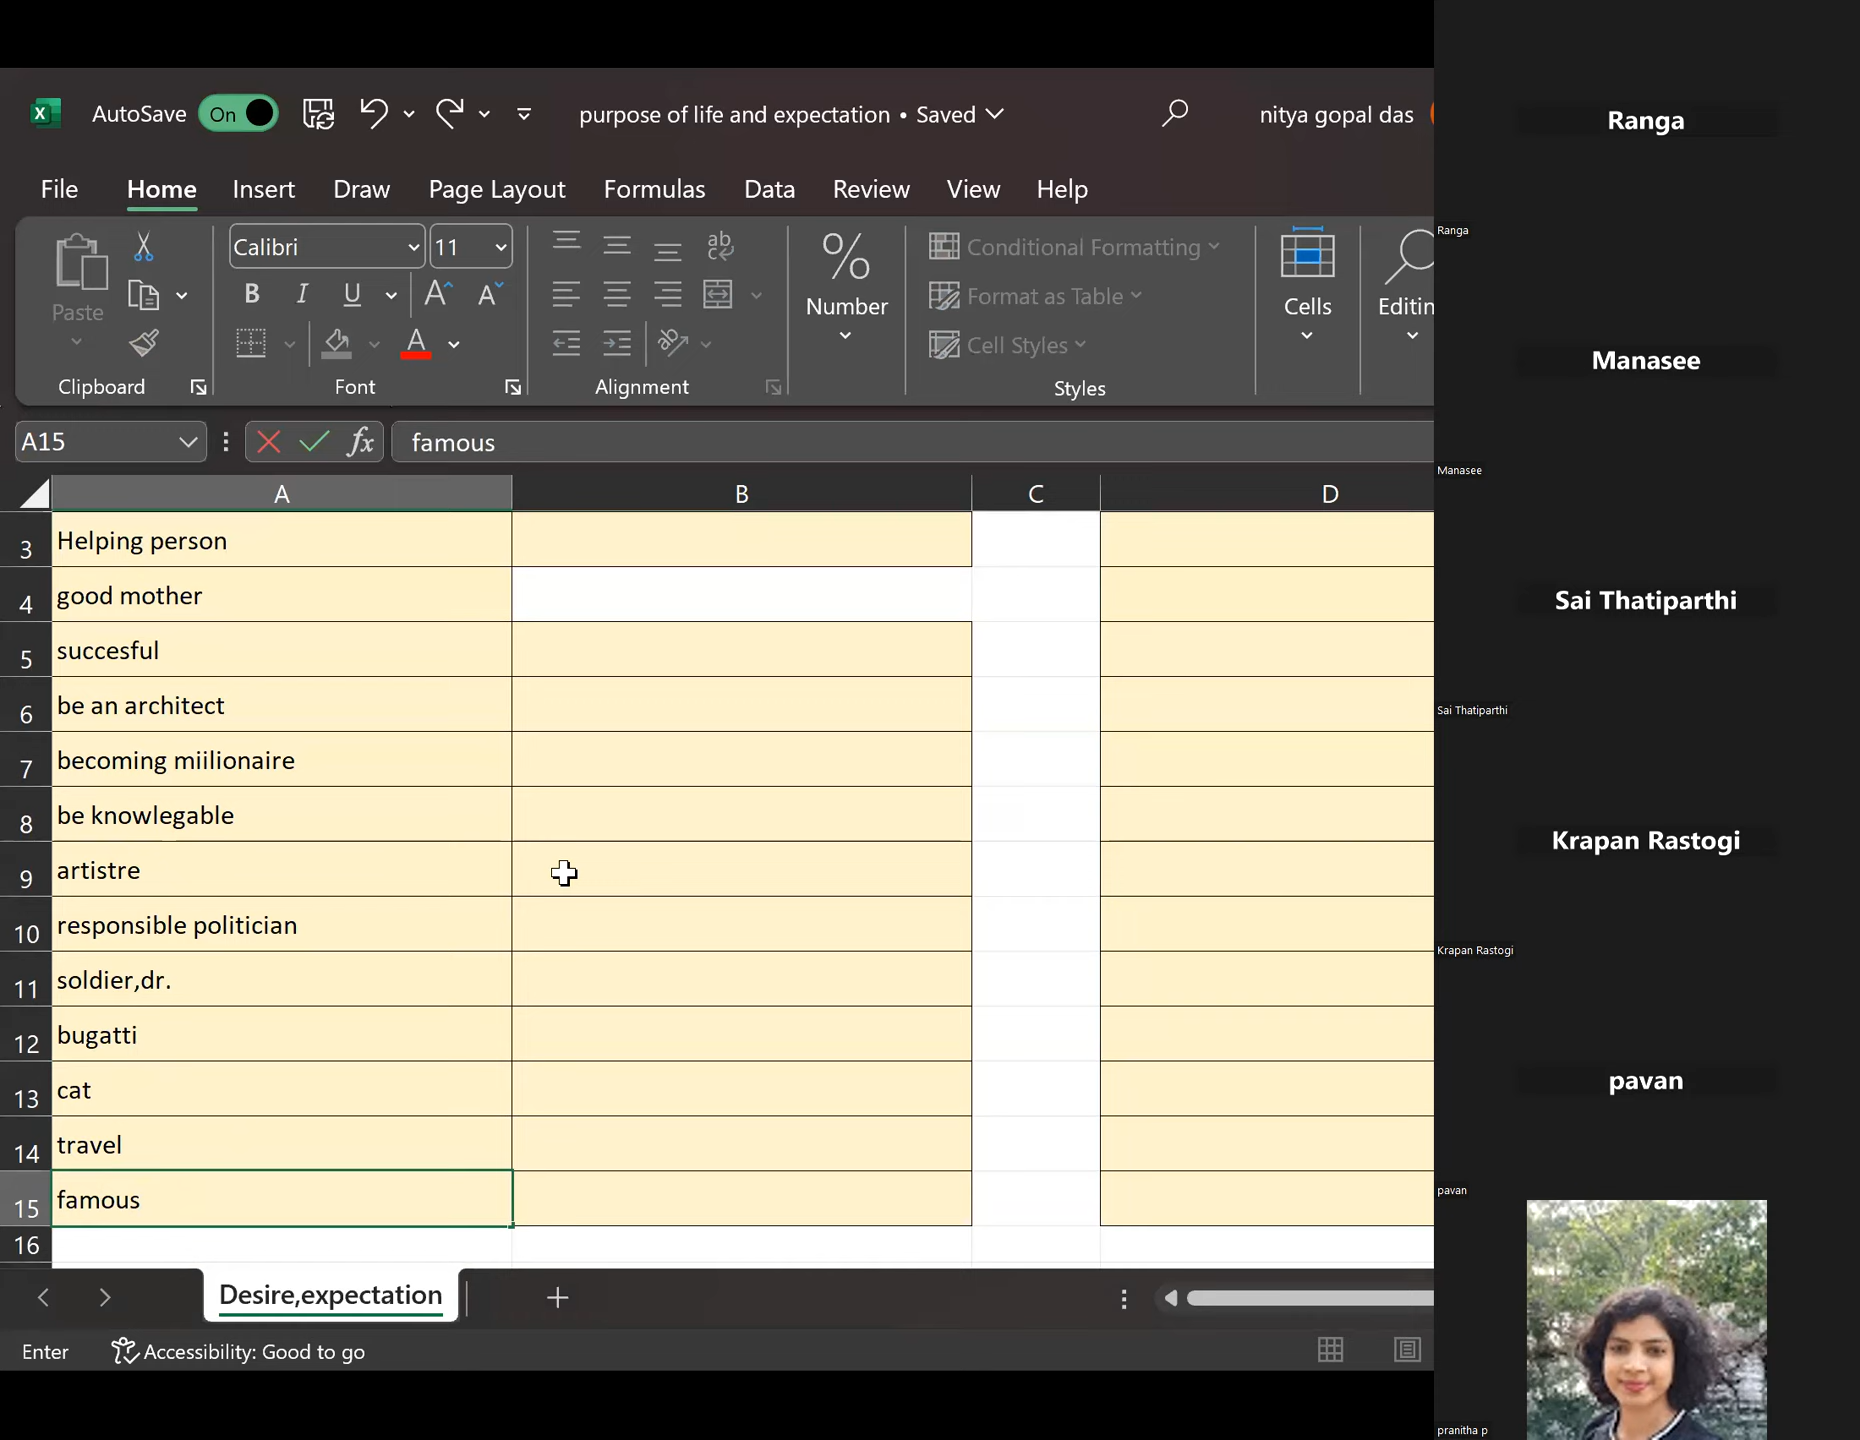 AutoSave On purpose of life and expectation • Saved nitya gopal das
File Home Insert Draw Page Layout Formulas Data Review View Help
Paste
Clipboard
Calibri 11
B I U A A
A
Font
ab
Alignment
%
Number
Conditional Formatting
Format as Table
Cell Styles
Styles
Cells
Editin
A15 fx famous
A B C D
3 Helping person
4 good mother
5 succesful
6 be an architect
7 becoming miilionaire
8 be knowlegable
9 artistre
10 responsible politician
11 soldier,dr.
12 bugatti
13 cat
14 travel
15 famous
16
Desire,expectation
Enter Accessibility: Good to go
Ranga
Ranga
Manasee
Manasee
Sai Thatiparthi
Sai Thatiparthi
Krapan Rastogi
Krapan Rastogi
pavan
pavan
pranitha p